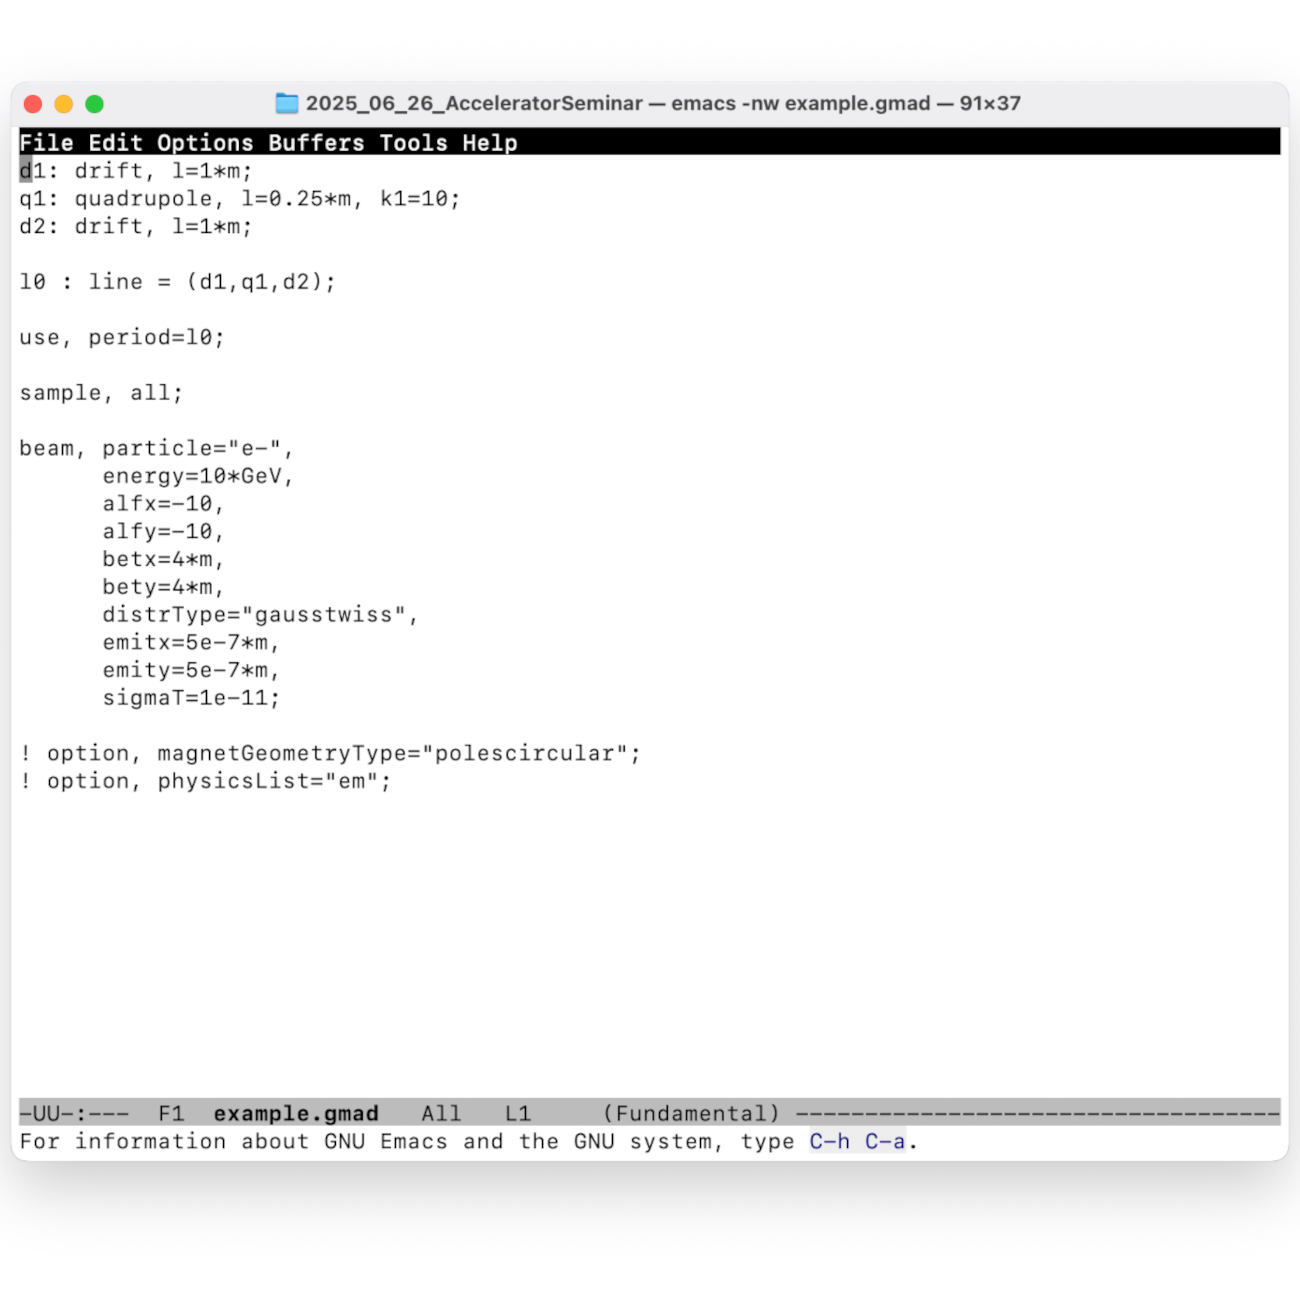 2025_06_26_AcceleratorSeminar — emacs -nw example.gmad — 91×37
File Edit Options Buffers Tools Help
d1: drift, l=1*m;
q1: quadrupole, l=0.25*m, k1=10;
d2: drift, l=1*m;
l0 : line = (d1,q1,d2);
use, period=l0;
sample, all;
beam, particle="e-",
energy=10*GeV,
alfx=-10,
alfy=-10,
betx=4*m,
bety=4*m,
distrType="gausstwiss",
emitx=5e-7*m,
emity=5e-7*m,
sigmaT=1e-11;
! option, magnetGeometryType="polescircular";
! option, physicsList="em";
-UU-:--- F1 example.gmad All L1 (Fundamental) -----------------------------------
For information about GNU Emacs and the GNU system, type C-h C-a.